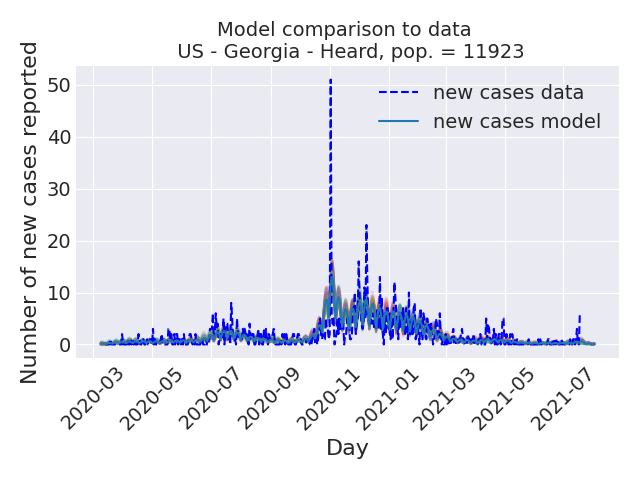 Model comparison to data
US - Georgia - Heard, pop. = 11923
Number of new cases reported
50
40
30
20
10
0
new cases data
new cases model
2020-03
2020-05
2020-07
2020-09
2020-11
2021-01
2021-03
2021-05
2021-07
Day